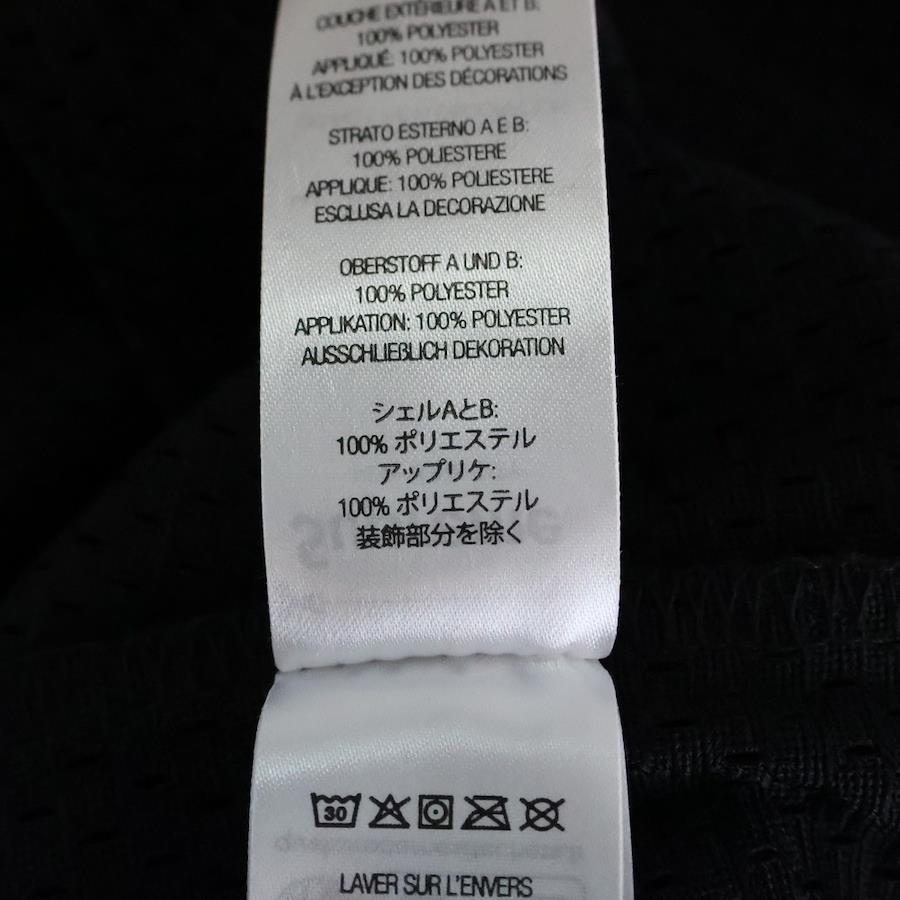 COUCHE EXTÉRIEURE A ET B:
100% POLYESTER
APPLIQUÉ: 100% POLYESTER
À L'EXCEPTION DES DÉCORATIONS
STRATO ESTERNO A E B:
100% POLIESTERE
APPLIQUE: 100% POLIESTERE
ESCLUSA LA DECORAZIONE
OBERSTOFF A UND B:
100% POLYESTER
APPLIKATION: 100% POLYESTER
AUSSCHLIEßLICH DEKORATION
シェルAとB:
100% ポリエステル
アップリケ:
100% ポリエステル
装飾部分を除く
30
LAVER SUR L'ENVERS